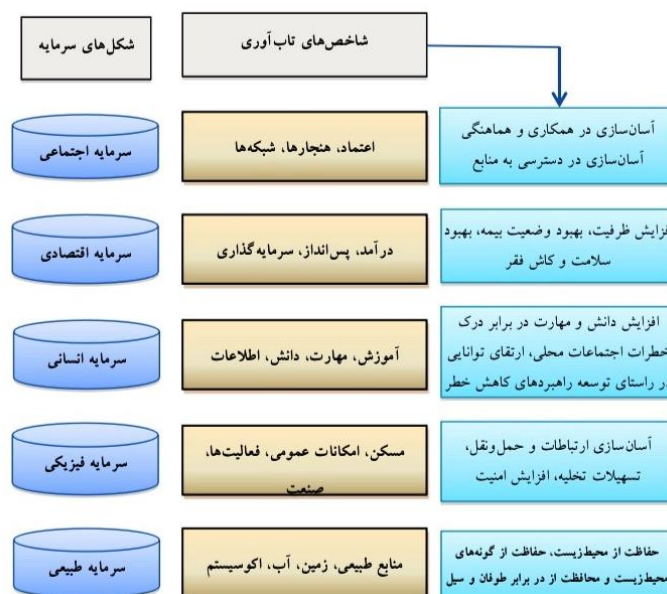 شکل‌های سرمایه
شاخص‌های تاب‌آوری
سرمایه اجتماعی
اعتماد، هنجارها، شبکه‌ها
آسان‌سازی در همکاری و هماهنگی
آسان‌سازی در دسترسی به منابع
سرمایه اقتصادی
درآمد، پس‌انداز، سرمایه‌گذاری
فزایش ظرفیت، بهبود وضعیت بیمه، بهبود
سلامت و کاش فقر
سرمایه انسانی
آموزش، مهارت، دانش، اطلاعات
افزایش دانش و مهارت در برابر درک
خطرات اجتماعات محلی، ارتقای توانایی
در راستای توسعه راهبردهای کاهش خطر
سرمایه فیزیکی
مسکن، امکانات عمومی، فعالیت‌ها،
صنعت
آسان‌سازی ارتباطات و حمل‌ونقل،
تسهیلات تخلیه، افزایش امنیت
سرمایه طبیعی
منابع طبیعی، زمین، آب، اکوسیستم
حفاظت از محیط‌زیست، حفاظت از گونه‌های
محیط‌زیست و محافظت از در برابر طوفان و سیل